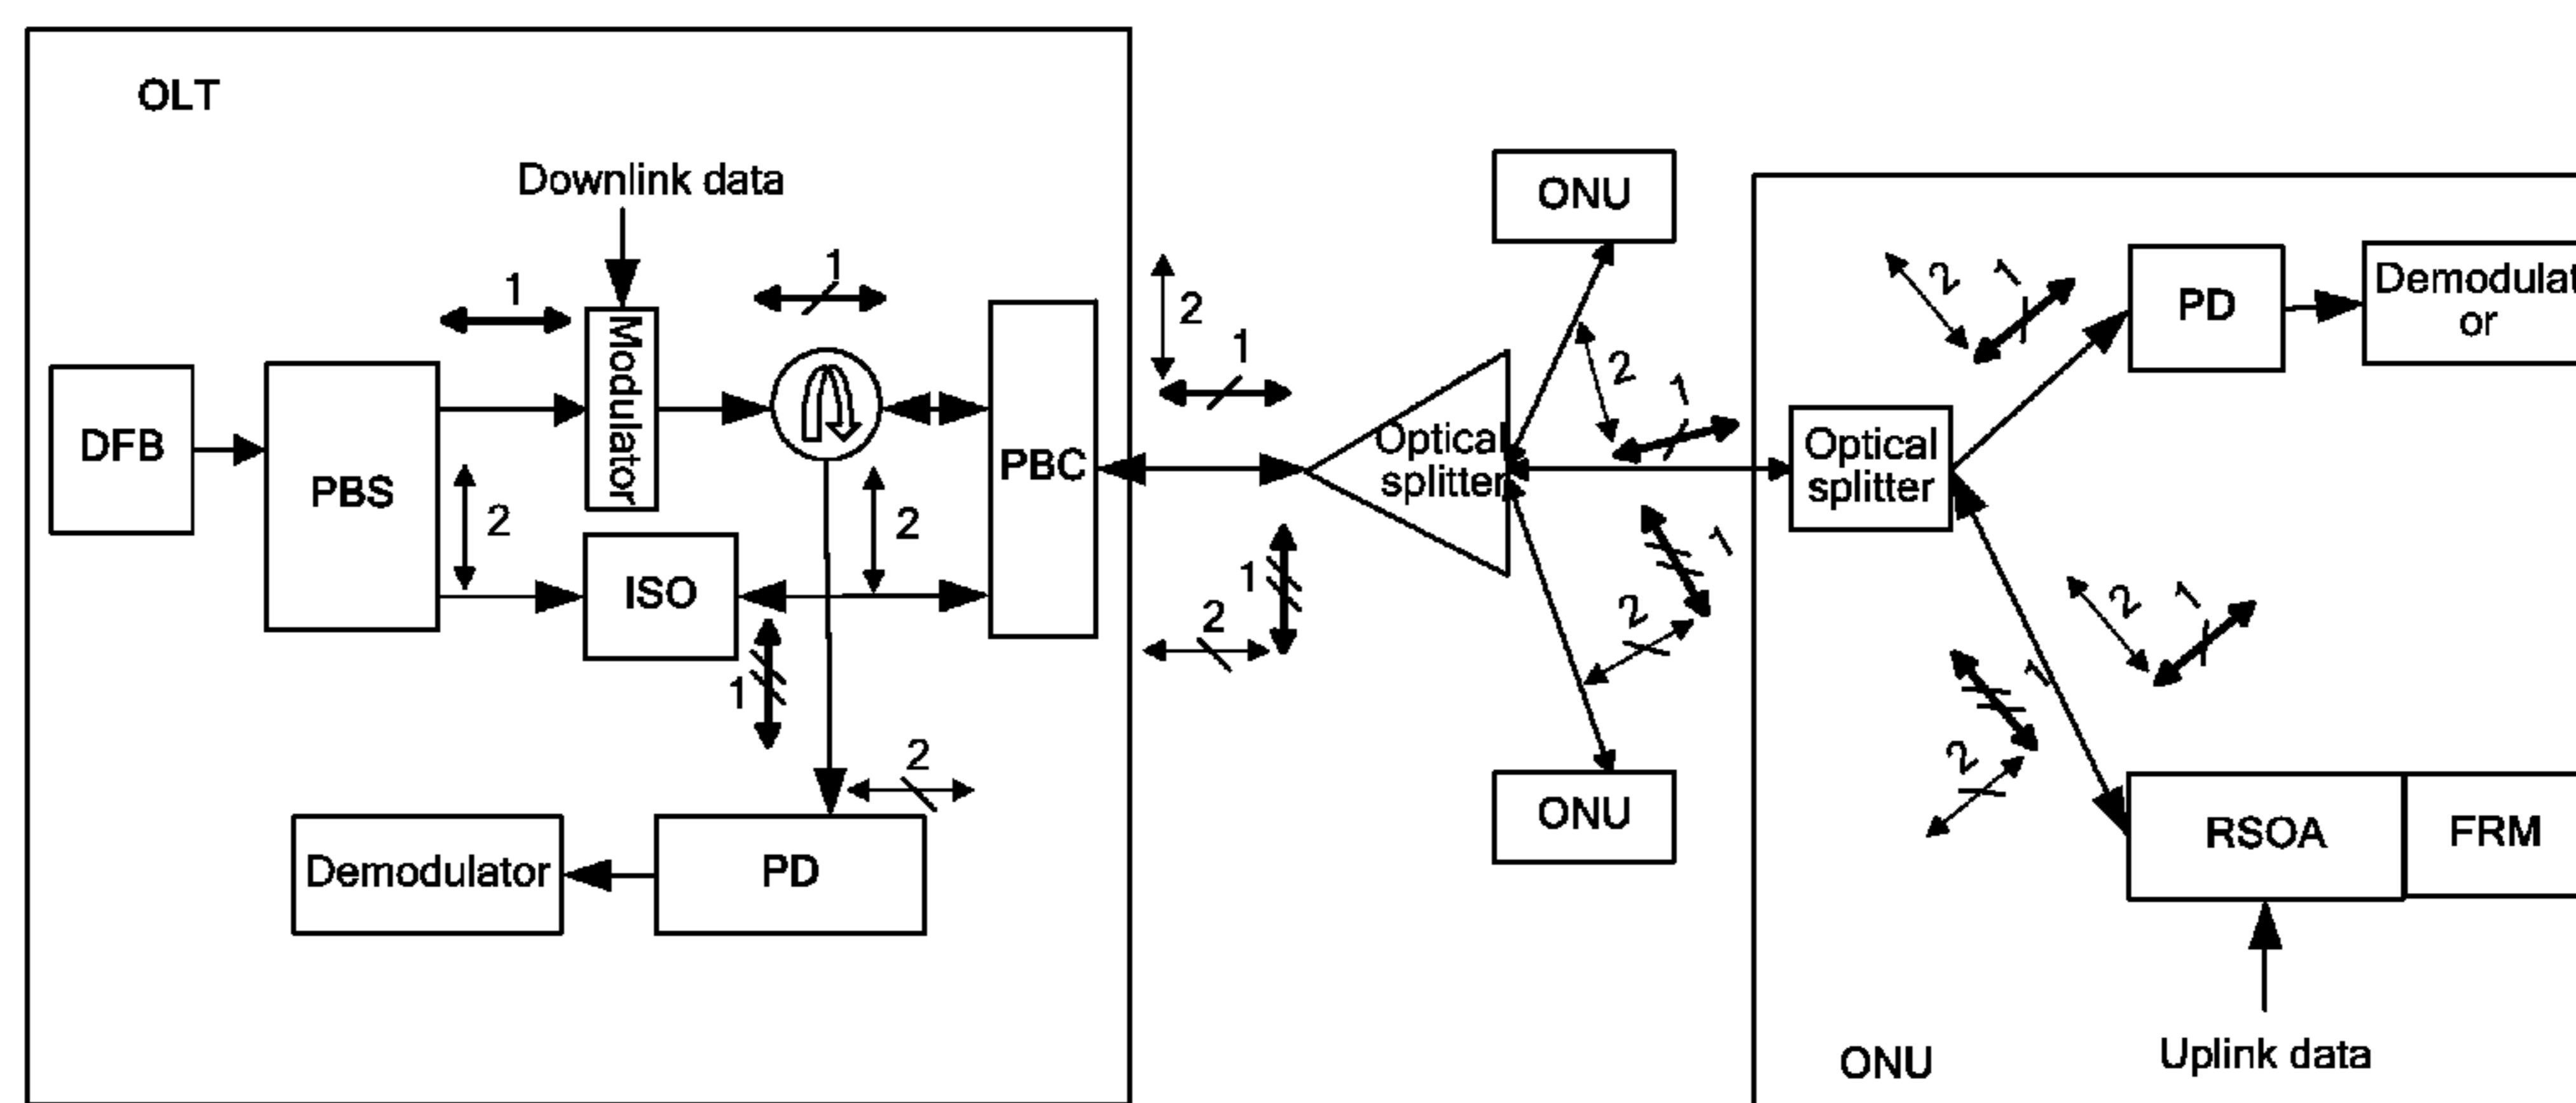 OLT
Downlink data
1
1
Modulator
DFB
PBS
2
ISO
2
PBC
1
2
Demodulator
PD
2
1
1
2
Optical
splitter
ONU
2
1
1
2
ONU
Optical
splitter
2
1
PD
Demodulat
or
2
1
1
2
RSOA
FRM
Uplink data
ONU